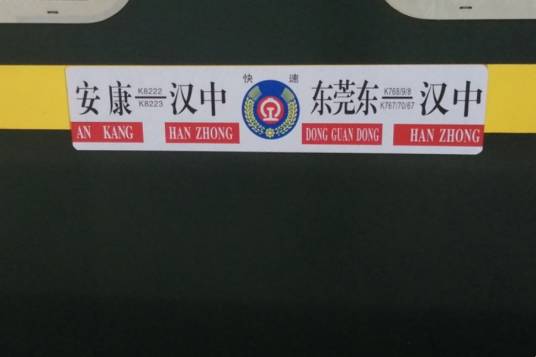 快 速
安康 K8222 汉中 东莞东 K768/9/8 汉中
K8223 K767/70/67
AN KANG HAN ZHONG DONG GUAN DONG HAN ZHONG